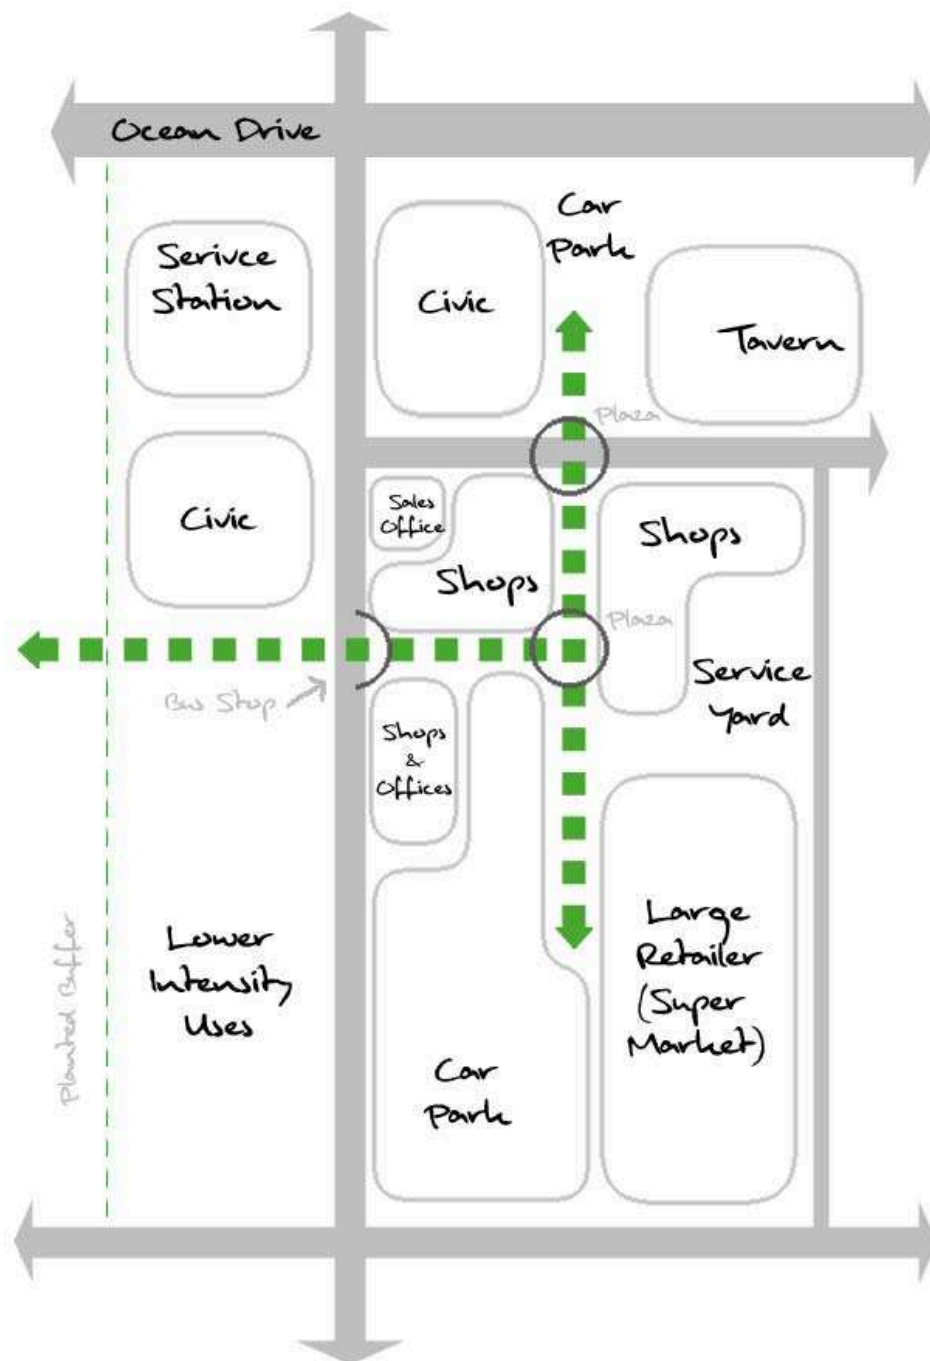 Ocean Drive
Car
Park
Serivce
Station
Civic
Tavern
Plaza
Civic
Sales
Office
Shops
Shops
Plaza
Service
Yard
Bus Stop
Shops
&
Offices
Planted Buffer
Lower
Intensity
Uses
Large
Retailer
(Super
Market)
Car
Park